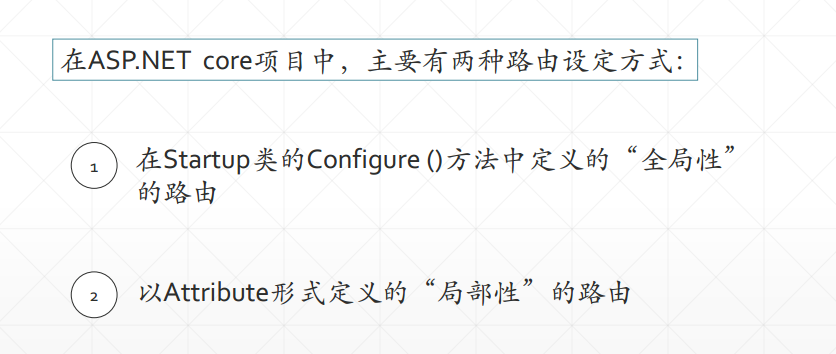 在ASP.NET core项目中，主要有两种路由设定方式：
1 在Startup类的Configure ()方法中定义的“全局性”
的路由
2 以Attribute形式定义的“局部性”的路由